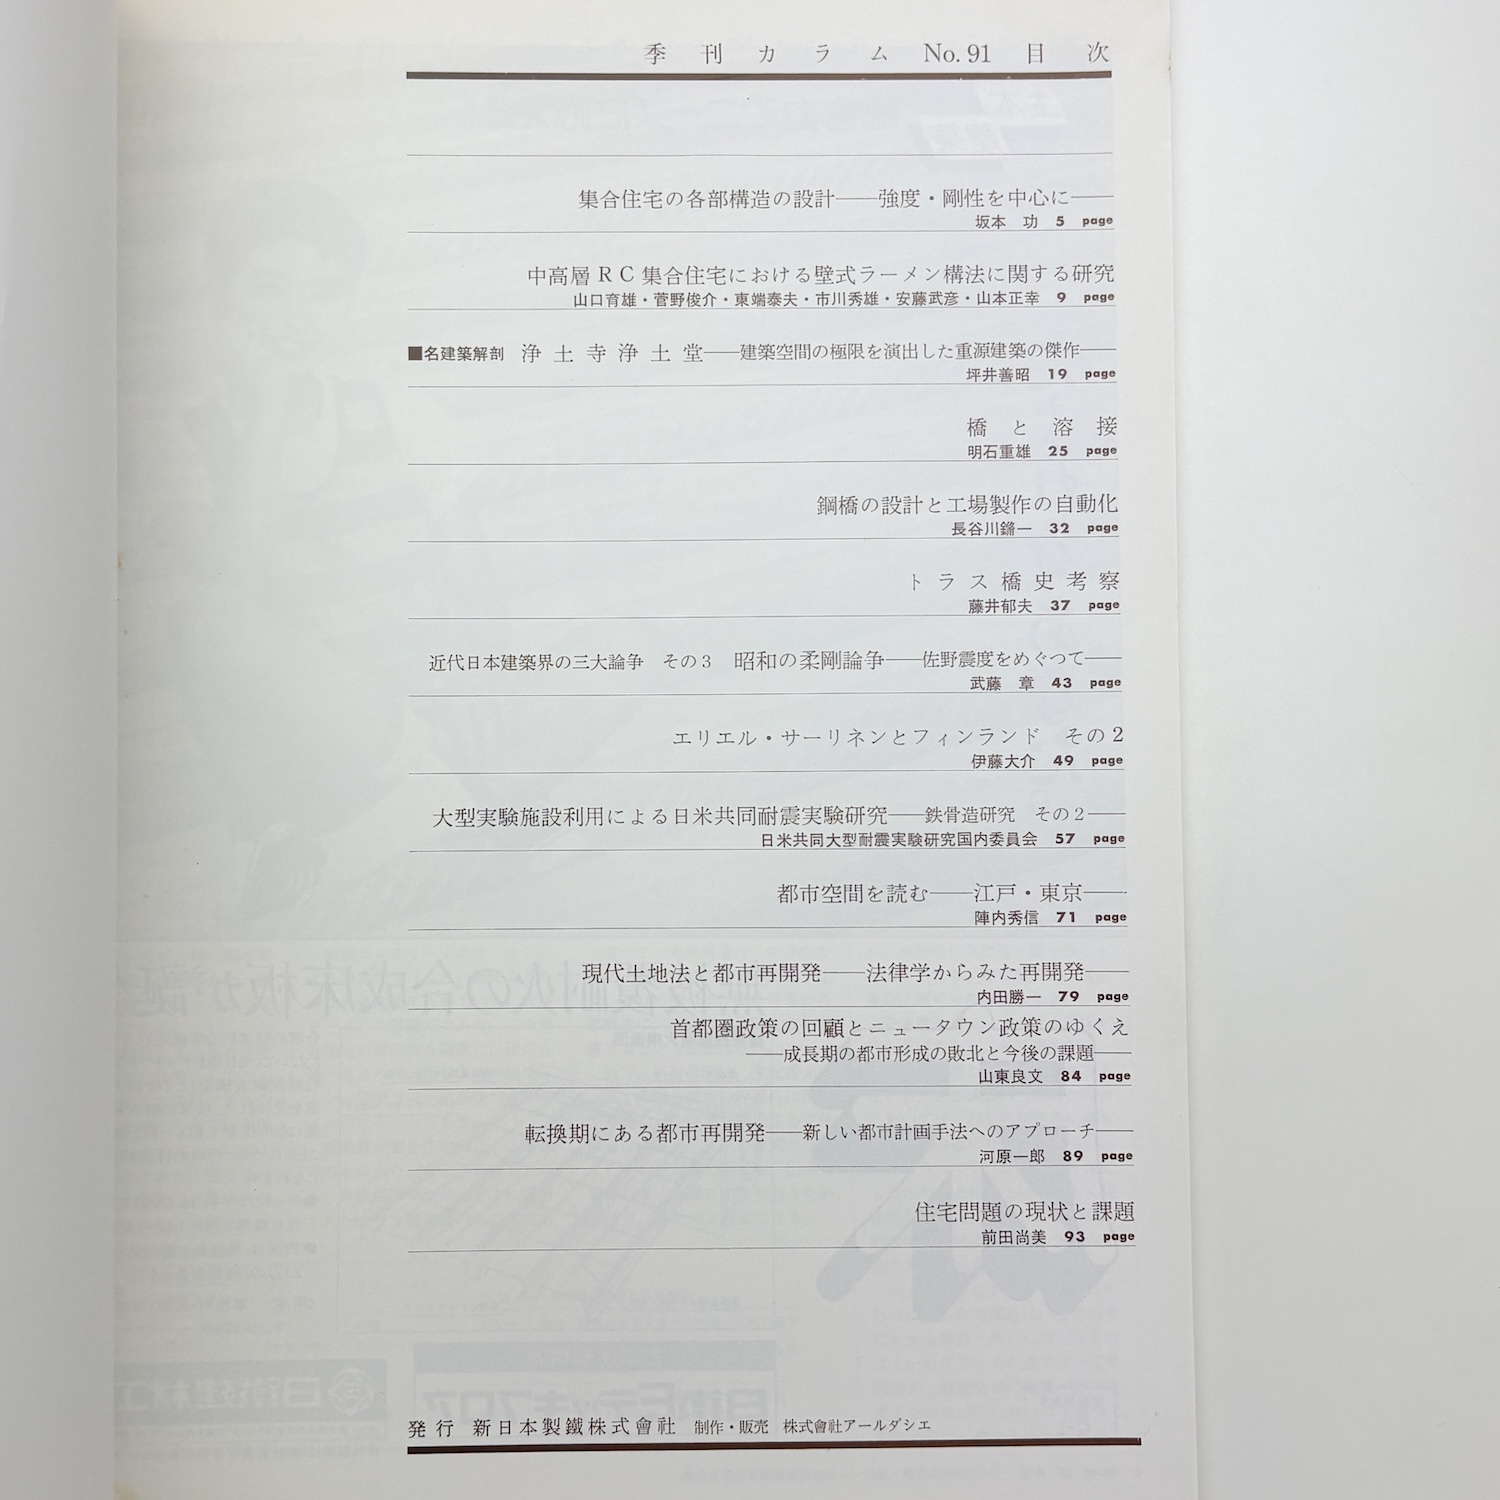 季刊カラム No.91 目次
集合住宅の各部構造の設計――強度・剛性を中心に――
坂本 功 5 page
中高層RC集合住宅における壁式ラーメン構法に関する研究
山口育雄・菅野俊介・東端泰夫・市川秀雄・安藤武彦・山本正幸 9 page
■名建築解剖 浄土寺浄土堂――建築空間の極限を演出した重源建築の傑作――
坪井善昭 19 page
橋と溶接
明石重雄 25 page
鋼橋の設計と工場製作の自動化
長谷川鏘一 32 page
トラス橋史考察
藤井郁夫 37 page
近代日本建築界の三大論争 その3 昭和の柔剛論争――佐野震度をめぐつて――
武藤 章 43 page
エリエル・サーリネンとフィンランド その2
伊藤大介 49 page
大型実験施設利用による日米共同耐震実験研究――鉄骨造研究 その2――
日米共同大型耐震実験研究国内委員会 57 page
都市空間を読む――江戸・東京――
陣内秀信 71 page
現代土地法と都市再開発――法律学からみた再開発――
内田勝一 79 page
首都圏政策の回顧とニュータウン政策のゆくえ
――成長期の都市形成の敗北と今後の課題――
山東良文 84 page
転換期にある都市再開発――新しい都市計画手法へのアプローチ――
河原一郎 89 page
住宅問題の現状と課題
前田尚美 93 page
発行 新日本製鐵株式會社 制作・販売 株式會社アールダシエ